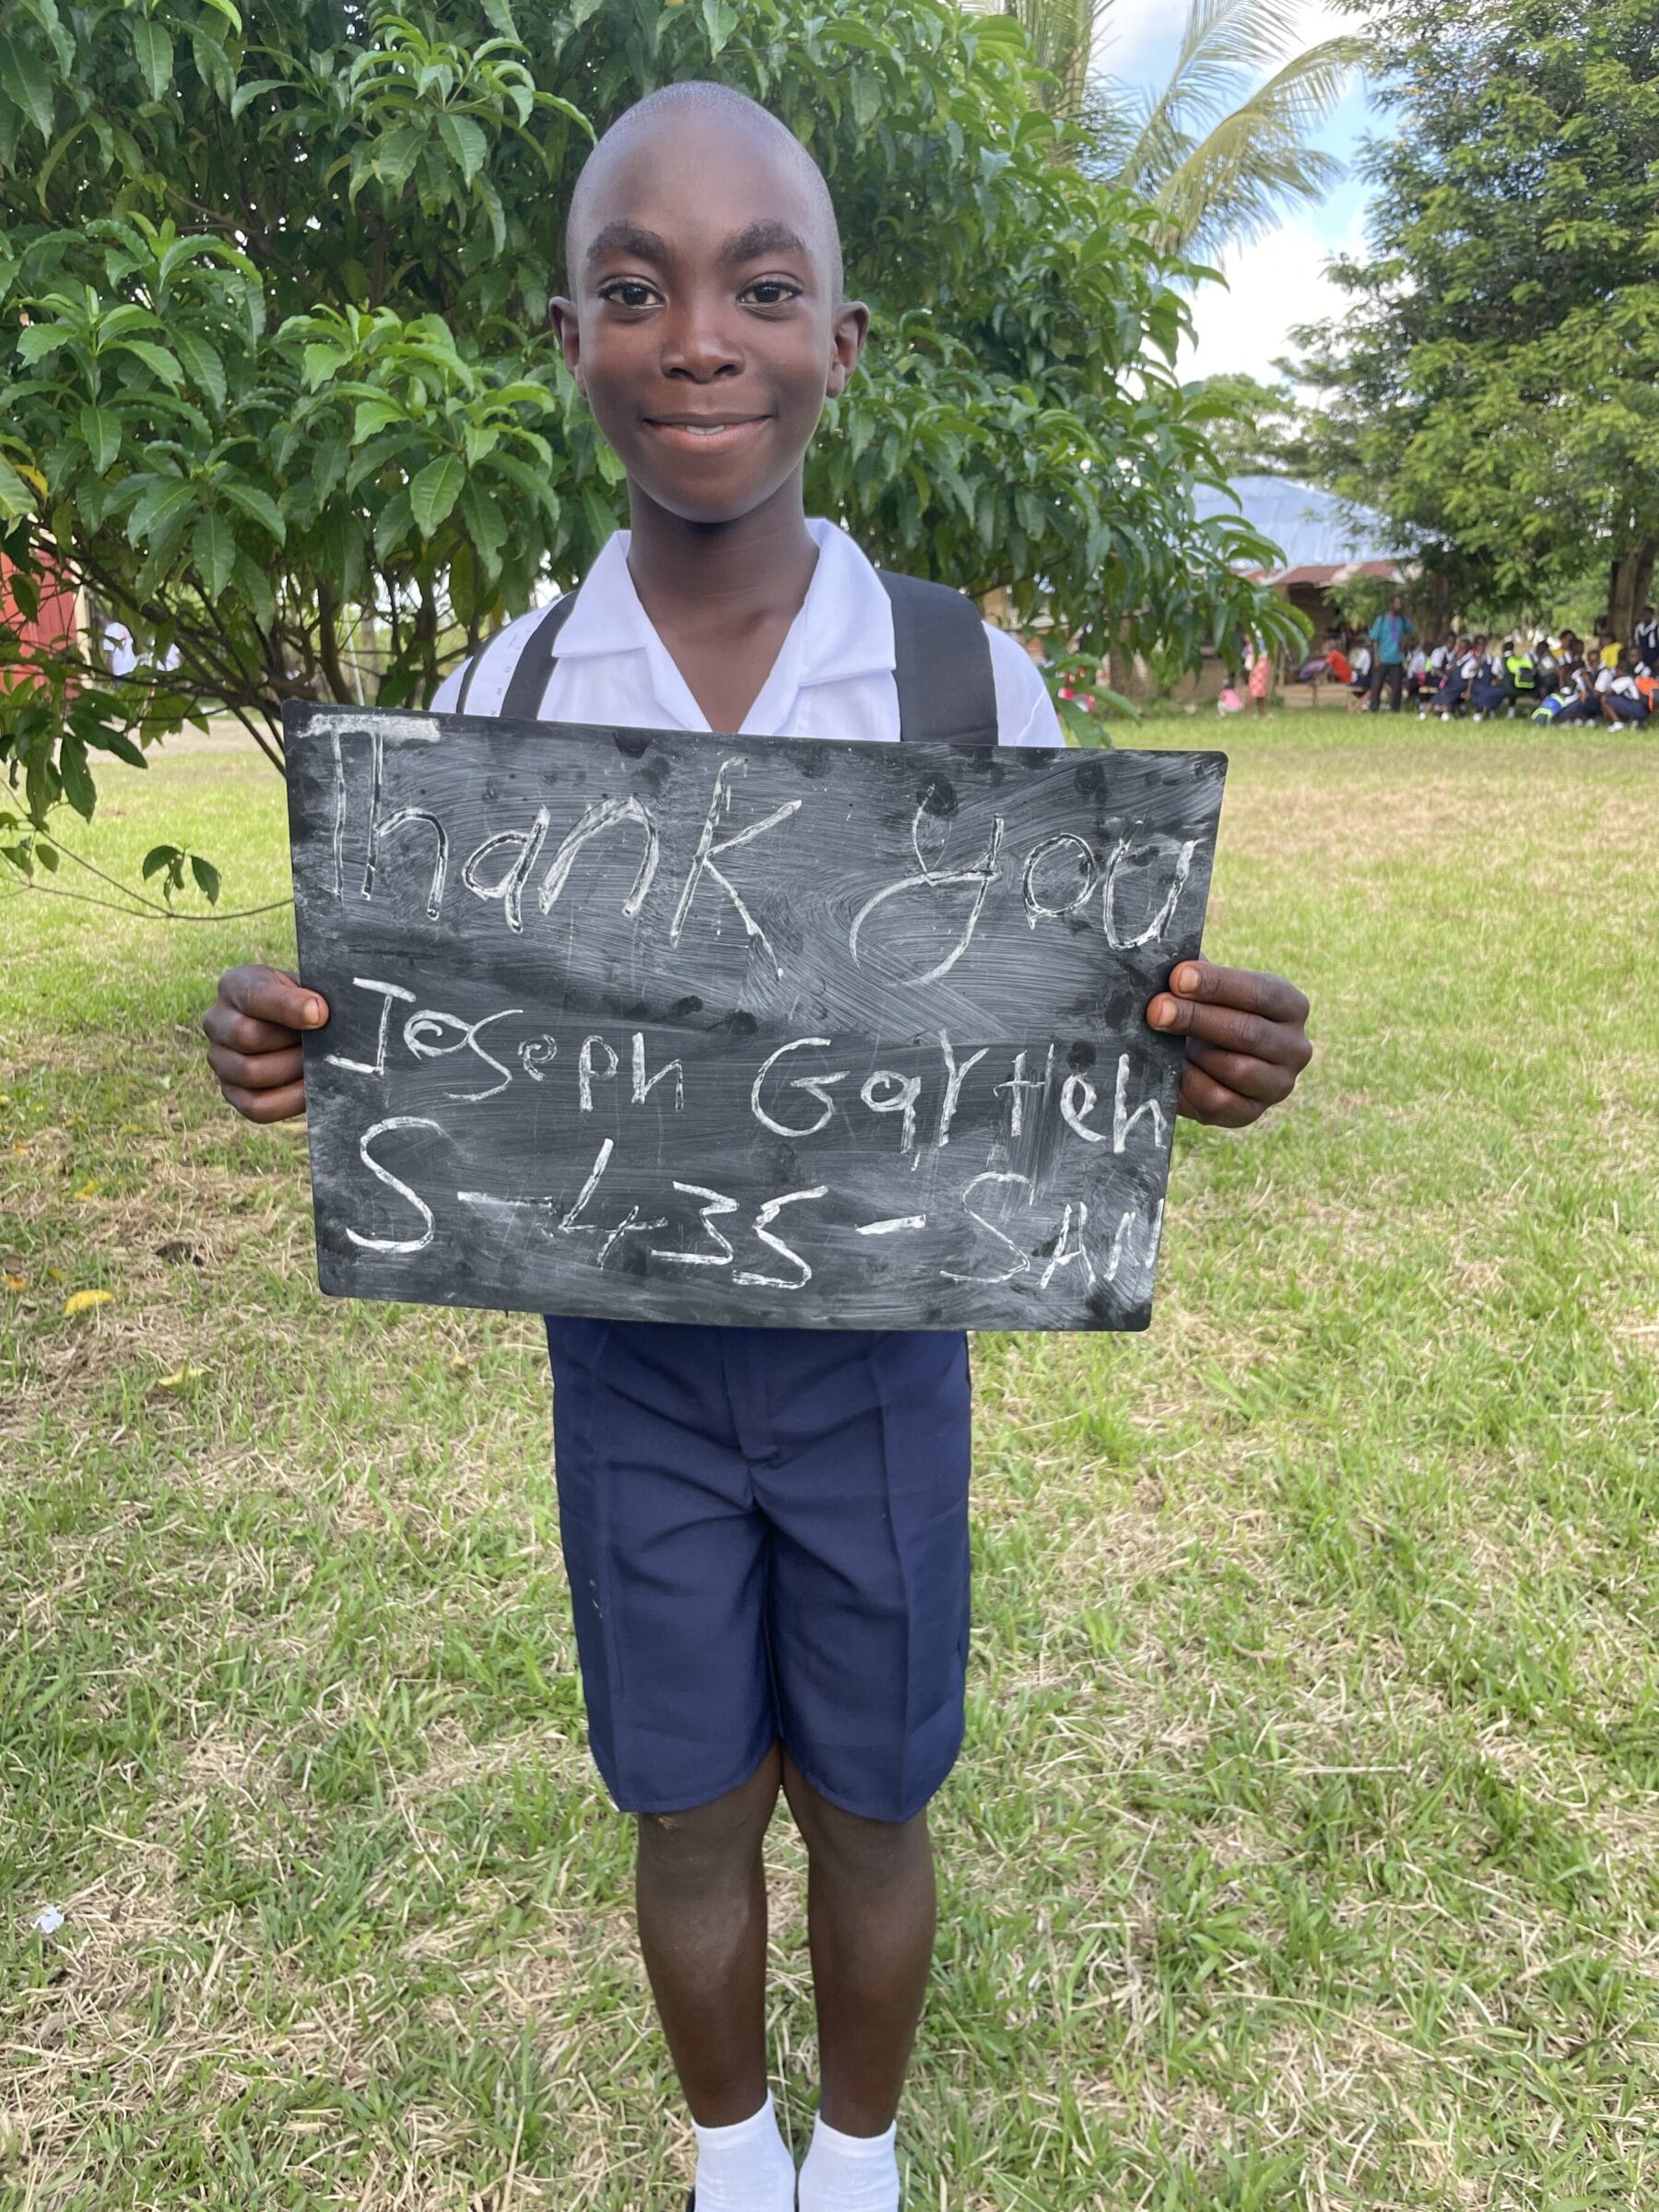 Thank you
Joseph Garteh
S-435-SAN